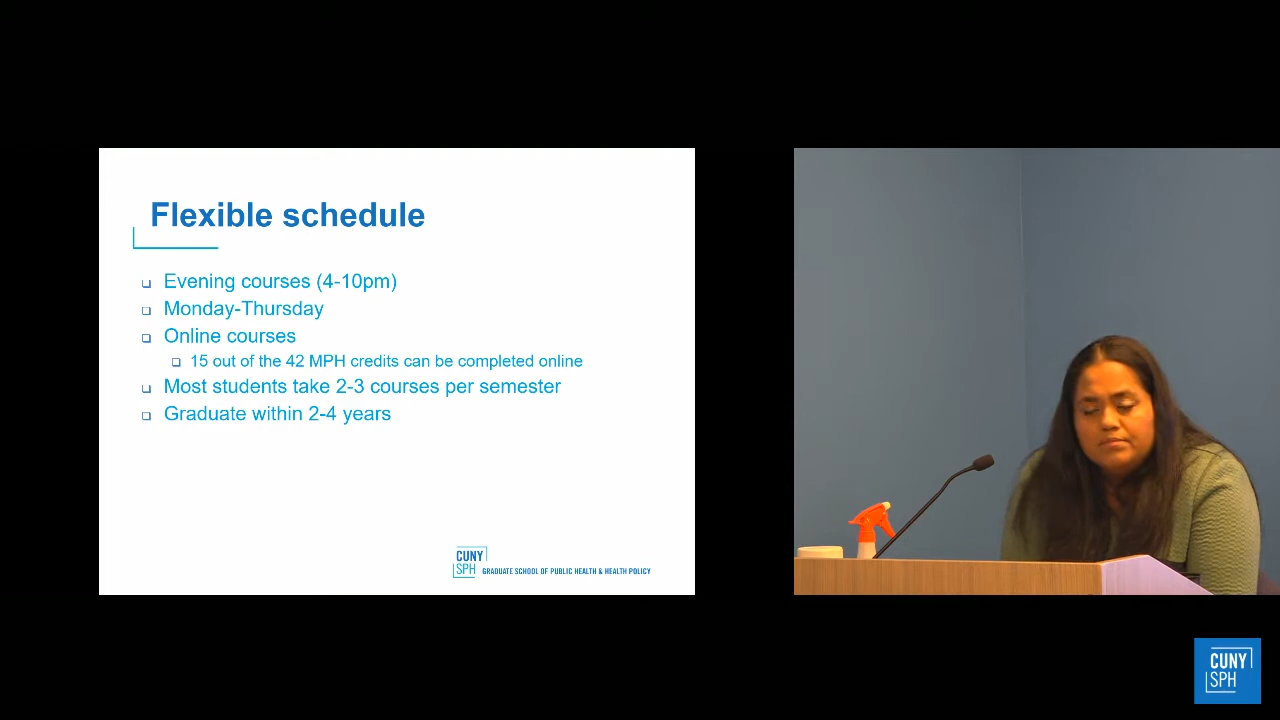 Flexible schedule
Evening courses (4-10pm)
Monday-Thursday
Online courses
15 out of the 42 MPH credits can be completed online
Most students take 2-3 courses per semester
Graduate within 2-4 years
CUNY
SPH
GRADUATE SCHOOL OF PUBLIC HEALTH & HEALTH POLICY
CUNY
SPH